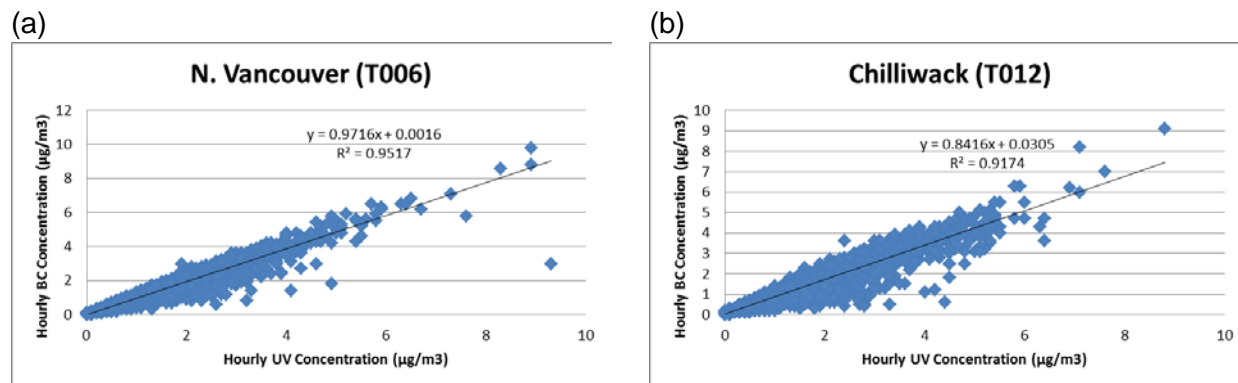 (a)
N. Vancouver (T006)
Hourly BC Concentration (µg/m3)
12
10
8
6
4
2
0
y = 0.9716x + 0.0016
R² = 0.9517
0 2 4 6 8 10
Hourly UV Concentration (µg/m3)
(b)
Chilliwack (T012)
Hourly BC Concentration (µg/m3)
10
9
8
7
6
5
4
3
2
1
0
y = 0.8416x + 0.0305
R² = 0.9174
0 2 4 6 8 10
Hourly UV Concentration (µg/m3)